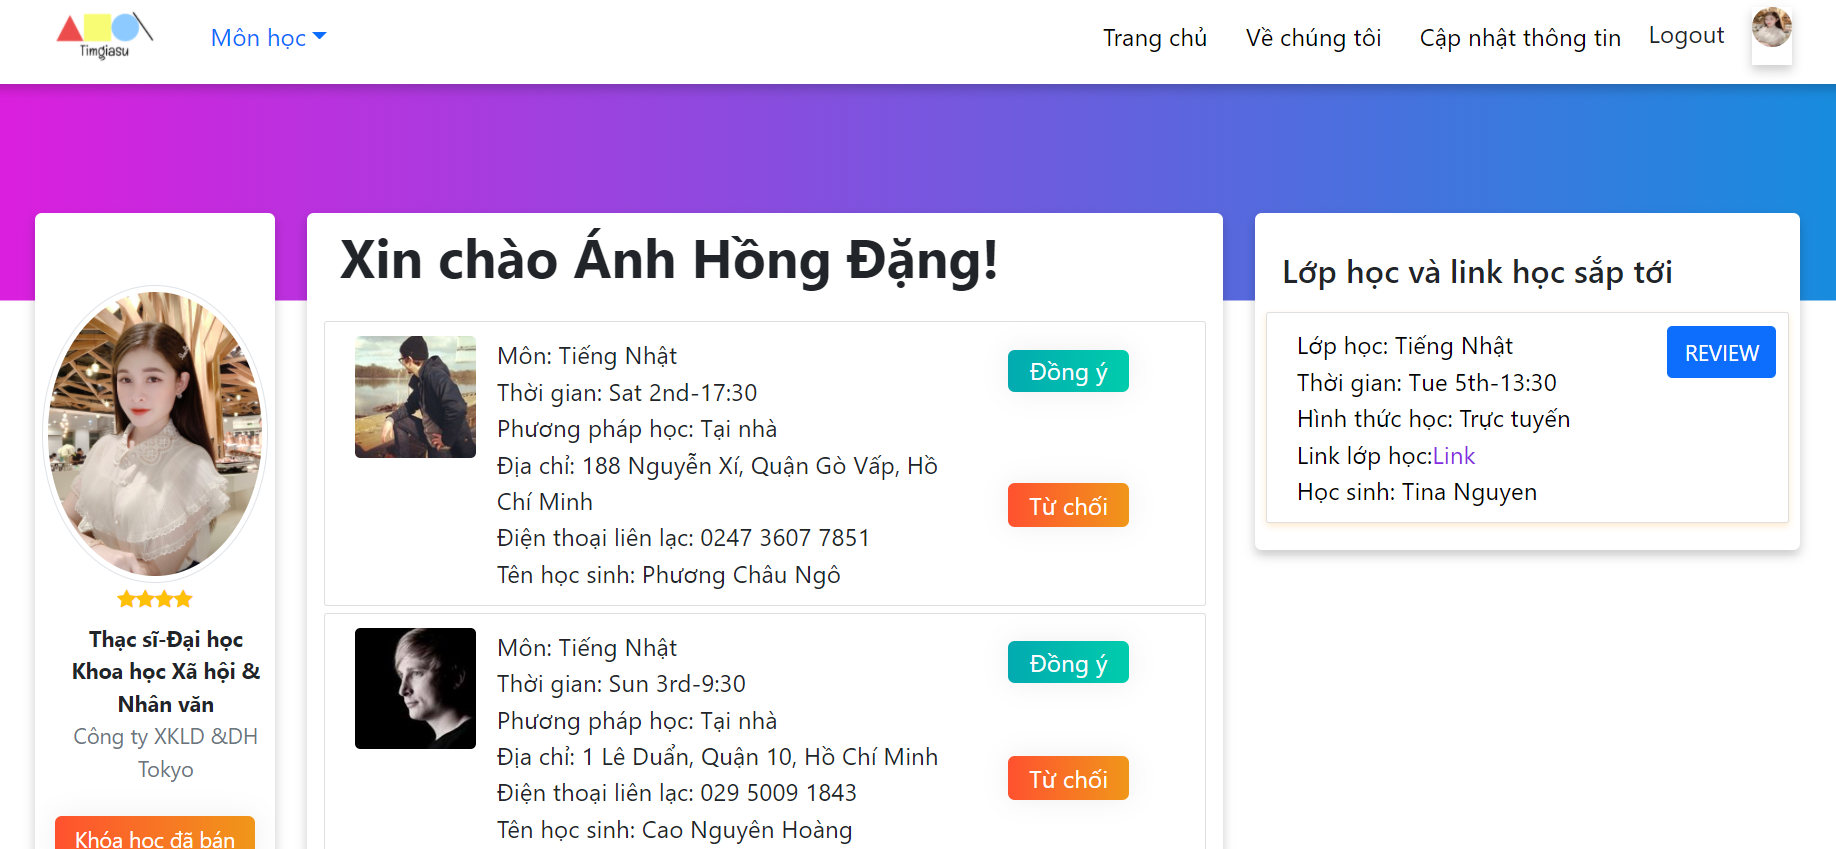 Timgiasu
Môn học
Trang chủ
Về chúng tôi
Cập nhật thông tin
Logout
Thạc sĩ-Đại học
Khoa học Xã hội &
Nhân văn
Công ty XKLD &DH
Tokyo
Khóa học đã bán
Xin chào Ánh Hồng Đặng!
Môn: Tiếng Nhật
Thời gian: Sat 2nd-17:30
Phương pháp học: Tại nhà
Địa chỉ: 188 Nguyễn Xí, Quận Gò Vấp, Hồ
Chí Minh
Điện thoại liên lạc: 0247 3607 7851
Tên học sinh: Phương Châu Ngô
Đồng ý
Từ chối
Môn: Tiếng Nhật
Thời gian: Sun 3rd-9:30
Phương pháp học: Tại nhà
Địa chỉ: 1 Lê Duẩn, Quận 10, Hồ Chí Minh
Điện thoại liên lạc: 029 5009 1843
Tên học sinh: Cao Nguyên Hoàng
Đồng ý
Từ chối
Lớp học và link học sắp tới
Lớp học: Tiếng Nhật
Thời gian: Tue 5th-13:30
Hình thức học: Trực tuyến
Link lớp học:Link
Học sinh: Tina Nguyen
REVIEW